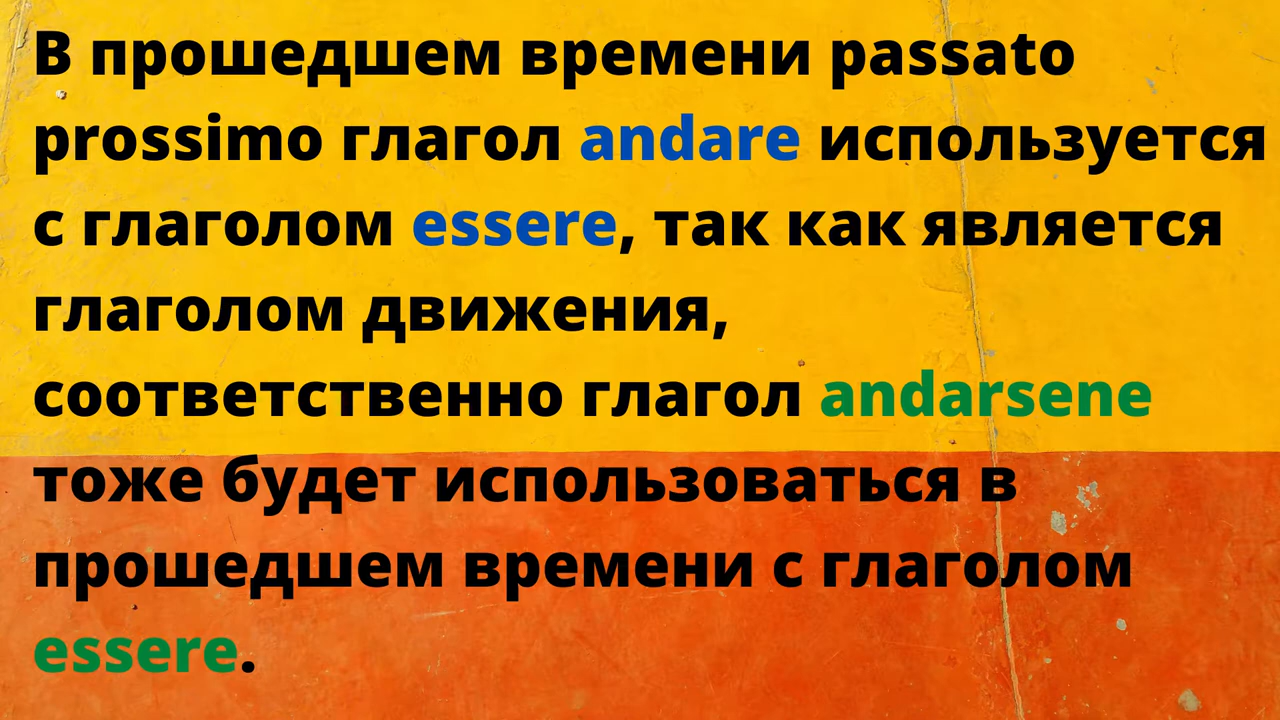 В прошедшем времени passato
prossimo глагол andare используется
с глаголом essere, так как является
глаголом движения,
соответственно глагол andarsene
тоже будет использоваться в
прошедшем времени с глаголом
essere.